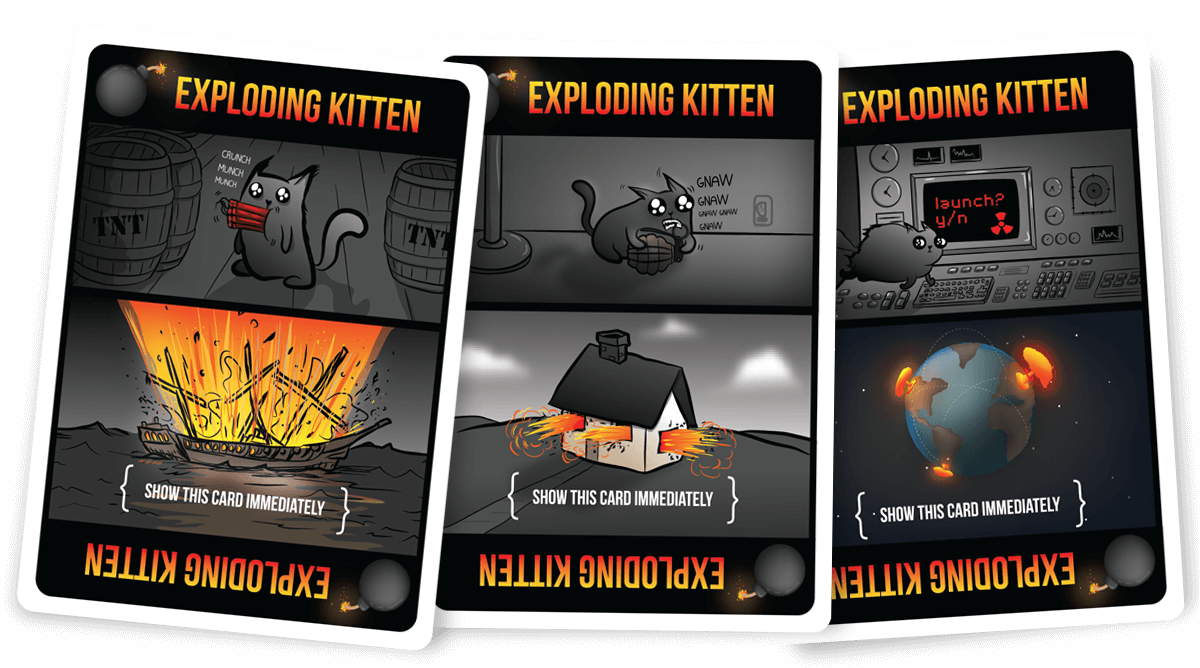 EXPLODING KITTEN
CRUNCH
MUNCH
MUNCH
TNT
TNT
{ SHOW THIS CARD IMMEDIATELY }
EXPLODING KITTEN
EXPLODING KITTEN
GNAW
GNAW
GNAW GNAW
GNAW
{ SHOW THIS CARD IMMEDIATELY }
EXPLODING KITTEN
EXPLODING KITTEN
launch?
y/n
{ SHOW THIS CARD IMMEDIATELY }
EXPLODING KITTEN